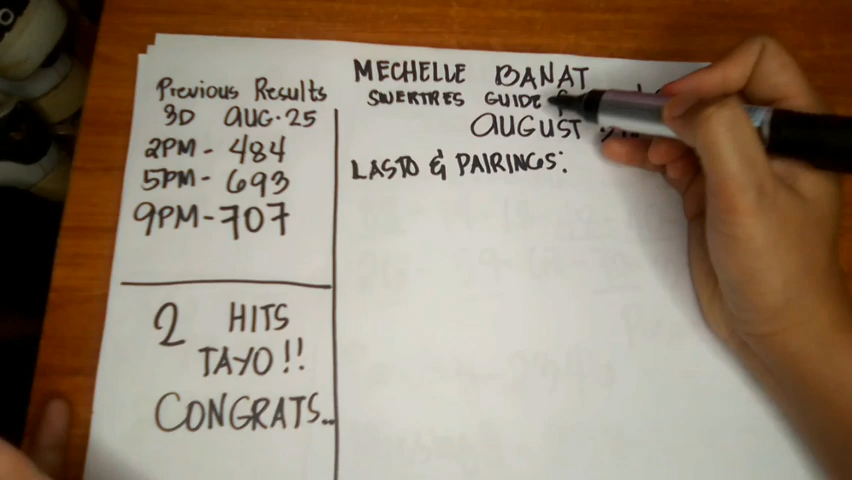 Previous Results
3D AUG. 25
2PM - 484
5PM - 693
9PM - 707
2 HITS
TAYO!!
CONGRATS..
MECHELLE BANAT
SWERTRES GUIDE
AUGUST
LASTO & PAIRINGS: